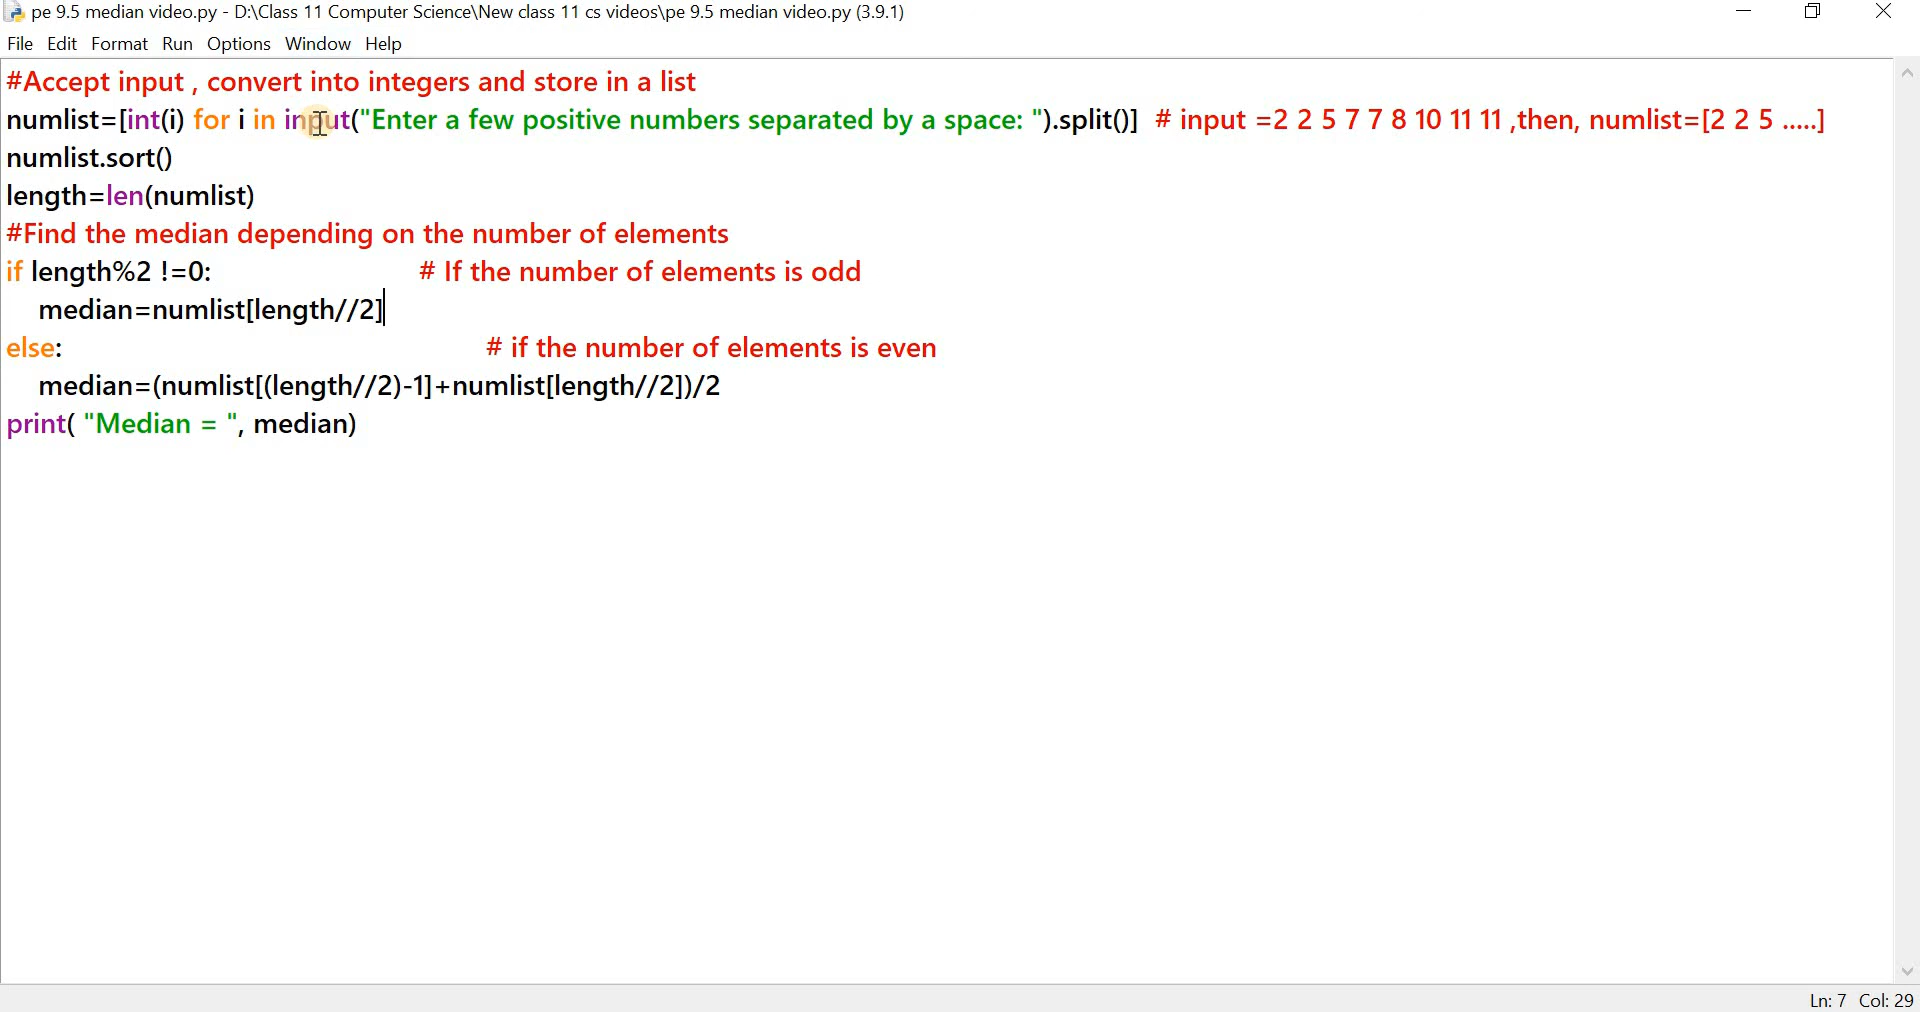 pe 9.5 median video.py - D:\Class 11 Computer Science\New class 11 cs videos\pe 9.5 median video.py (3.9.1)
File Edit Format Run Options Window Help
#Accept input , convert into integers and store in a list
numlist=[int(i) for i in input("Enter a few positive numbers separated by a space: ").split()] # input =2 2 5 7 7 8 10 11 11 ,then, numlist=[2 2 5 .....]
numlist.sort()
length=len(numlist)
#Find the median depending on the number of elements
if length%2 !=0: # If the number of elements is odd
median=numlist[length//2]
else: # if the number of elements is even
median=(numlist[(length//2)-1]+numlist[length//2])/2
print( "Median = ", median)
Ln: 7 Col: 29